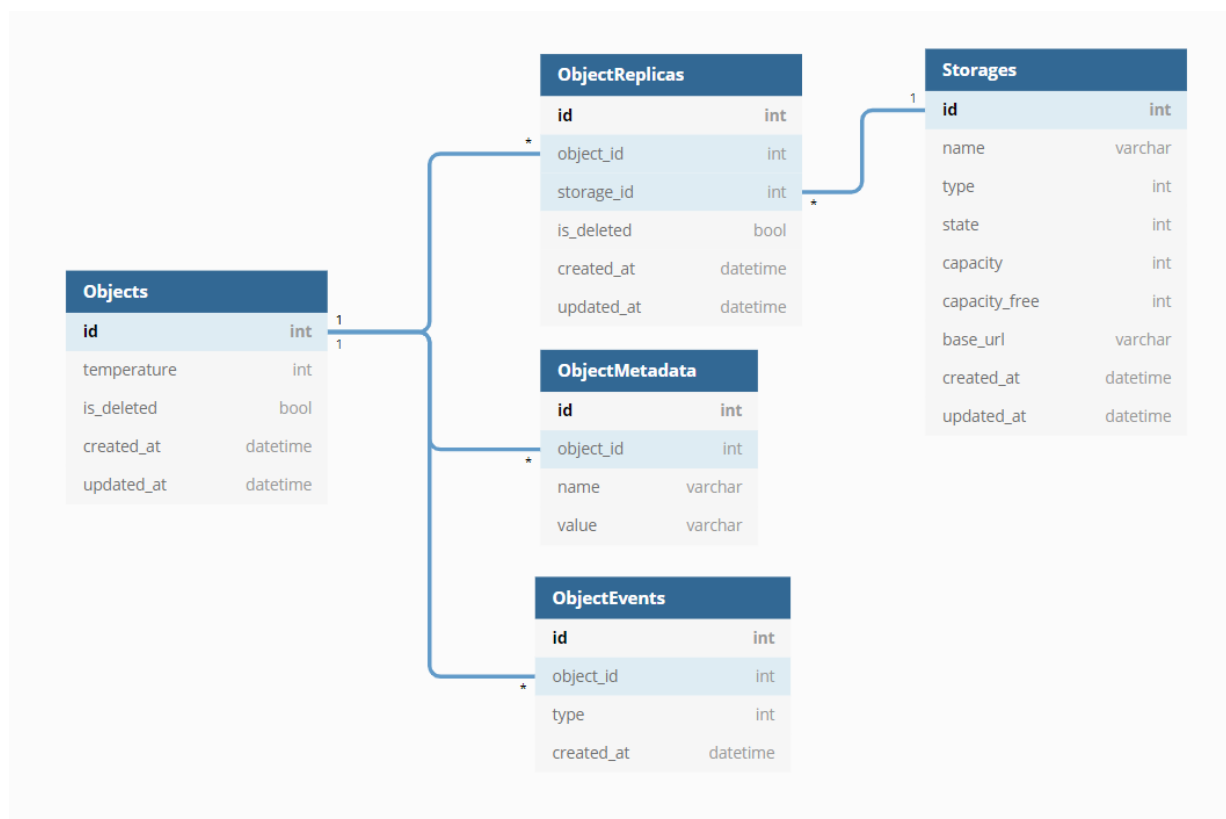 Objects
id int
temperature int
is_deleted bool
created_at datetime
updated_at datetime
1
1
ObjectReplicas
id int
* object_id int
storage_id int *
is_deleted bool
created_at datetime
updated_at datetime
ObjectMetadata
id int
* object_id int
name varchar
value varchar
ObjectEvents
id int
* object_id int
type int
created_at datetime
Storages
1 id int
name varchar
type int
state int
capacity int
capacity_free int
base_url varchar
created_at datetime
updated_at datetime